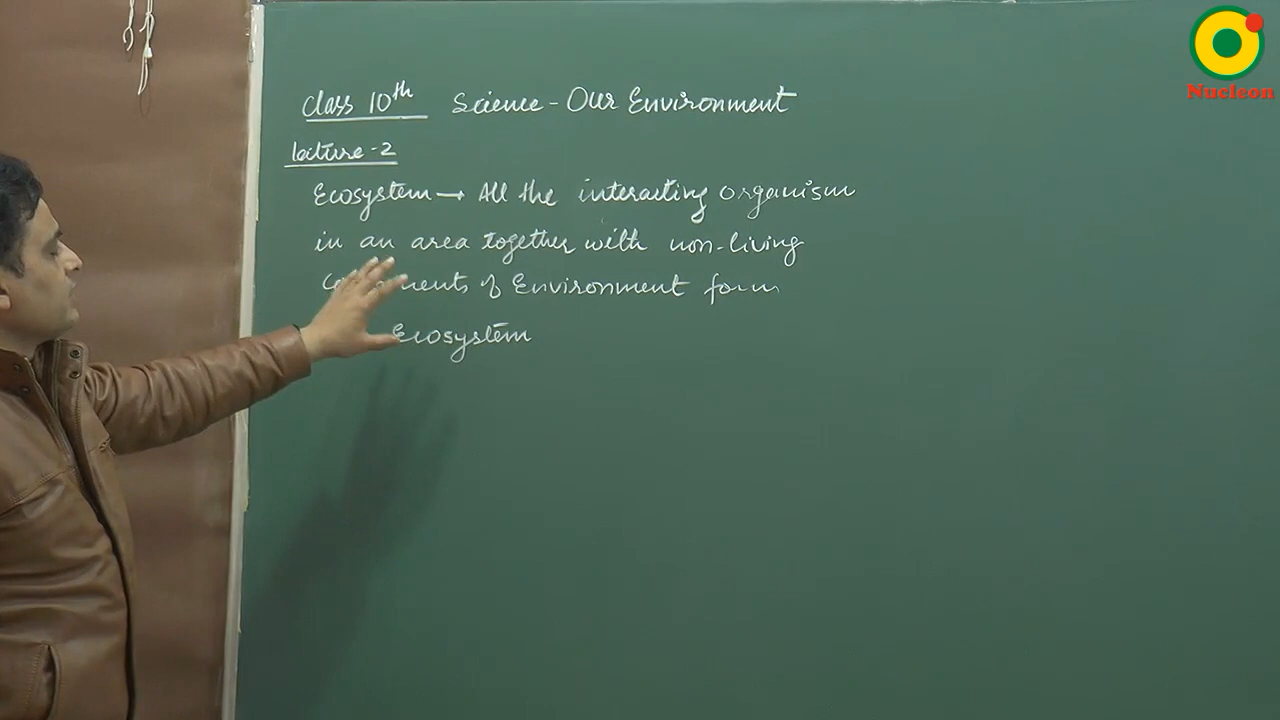 Class 10th Science - Our Environment
Lecture-2
Ecosystem → All the interacting organism
in an area together with non-living
of Environment form
Ecosystem
Nucleon